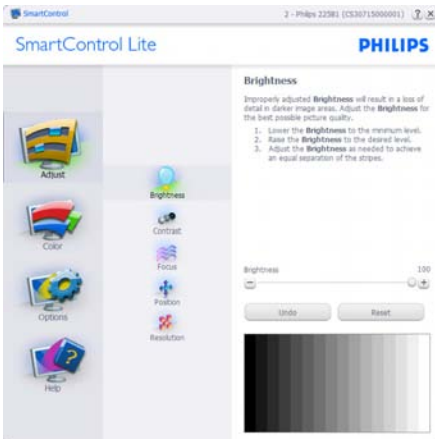 SmartControl
2 - Philips 225B1 (CS30715000001)
SmartControl Lite
PHILIPS
Adjust
Color
Options
Help
Brightness
Contrast
Focus
Position
Resolution
Brightness
Improperly adjusted Brightness will result in a loss of
detail in darker image areas. Adjust the Brightness for
the best possible picture quality.
1. Lower the Brightness to the minimum level.
2. Raise the Brightness to the desired level.
3. Adjust the Brightness as needed to achieve
an equal separation of the stripes.
Brightness 100
Undo Reset